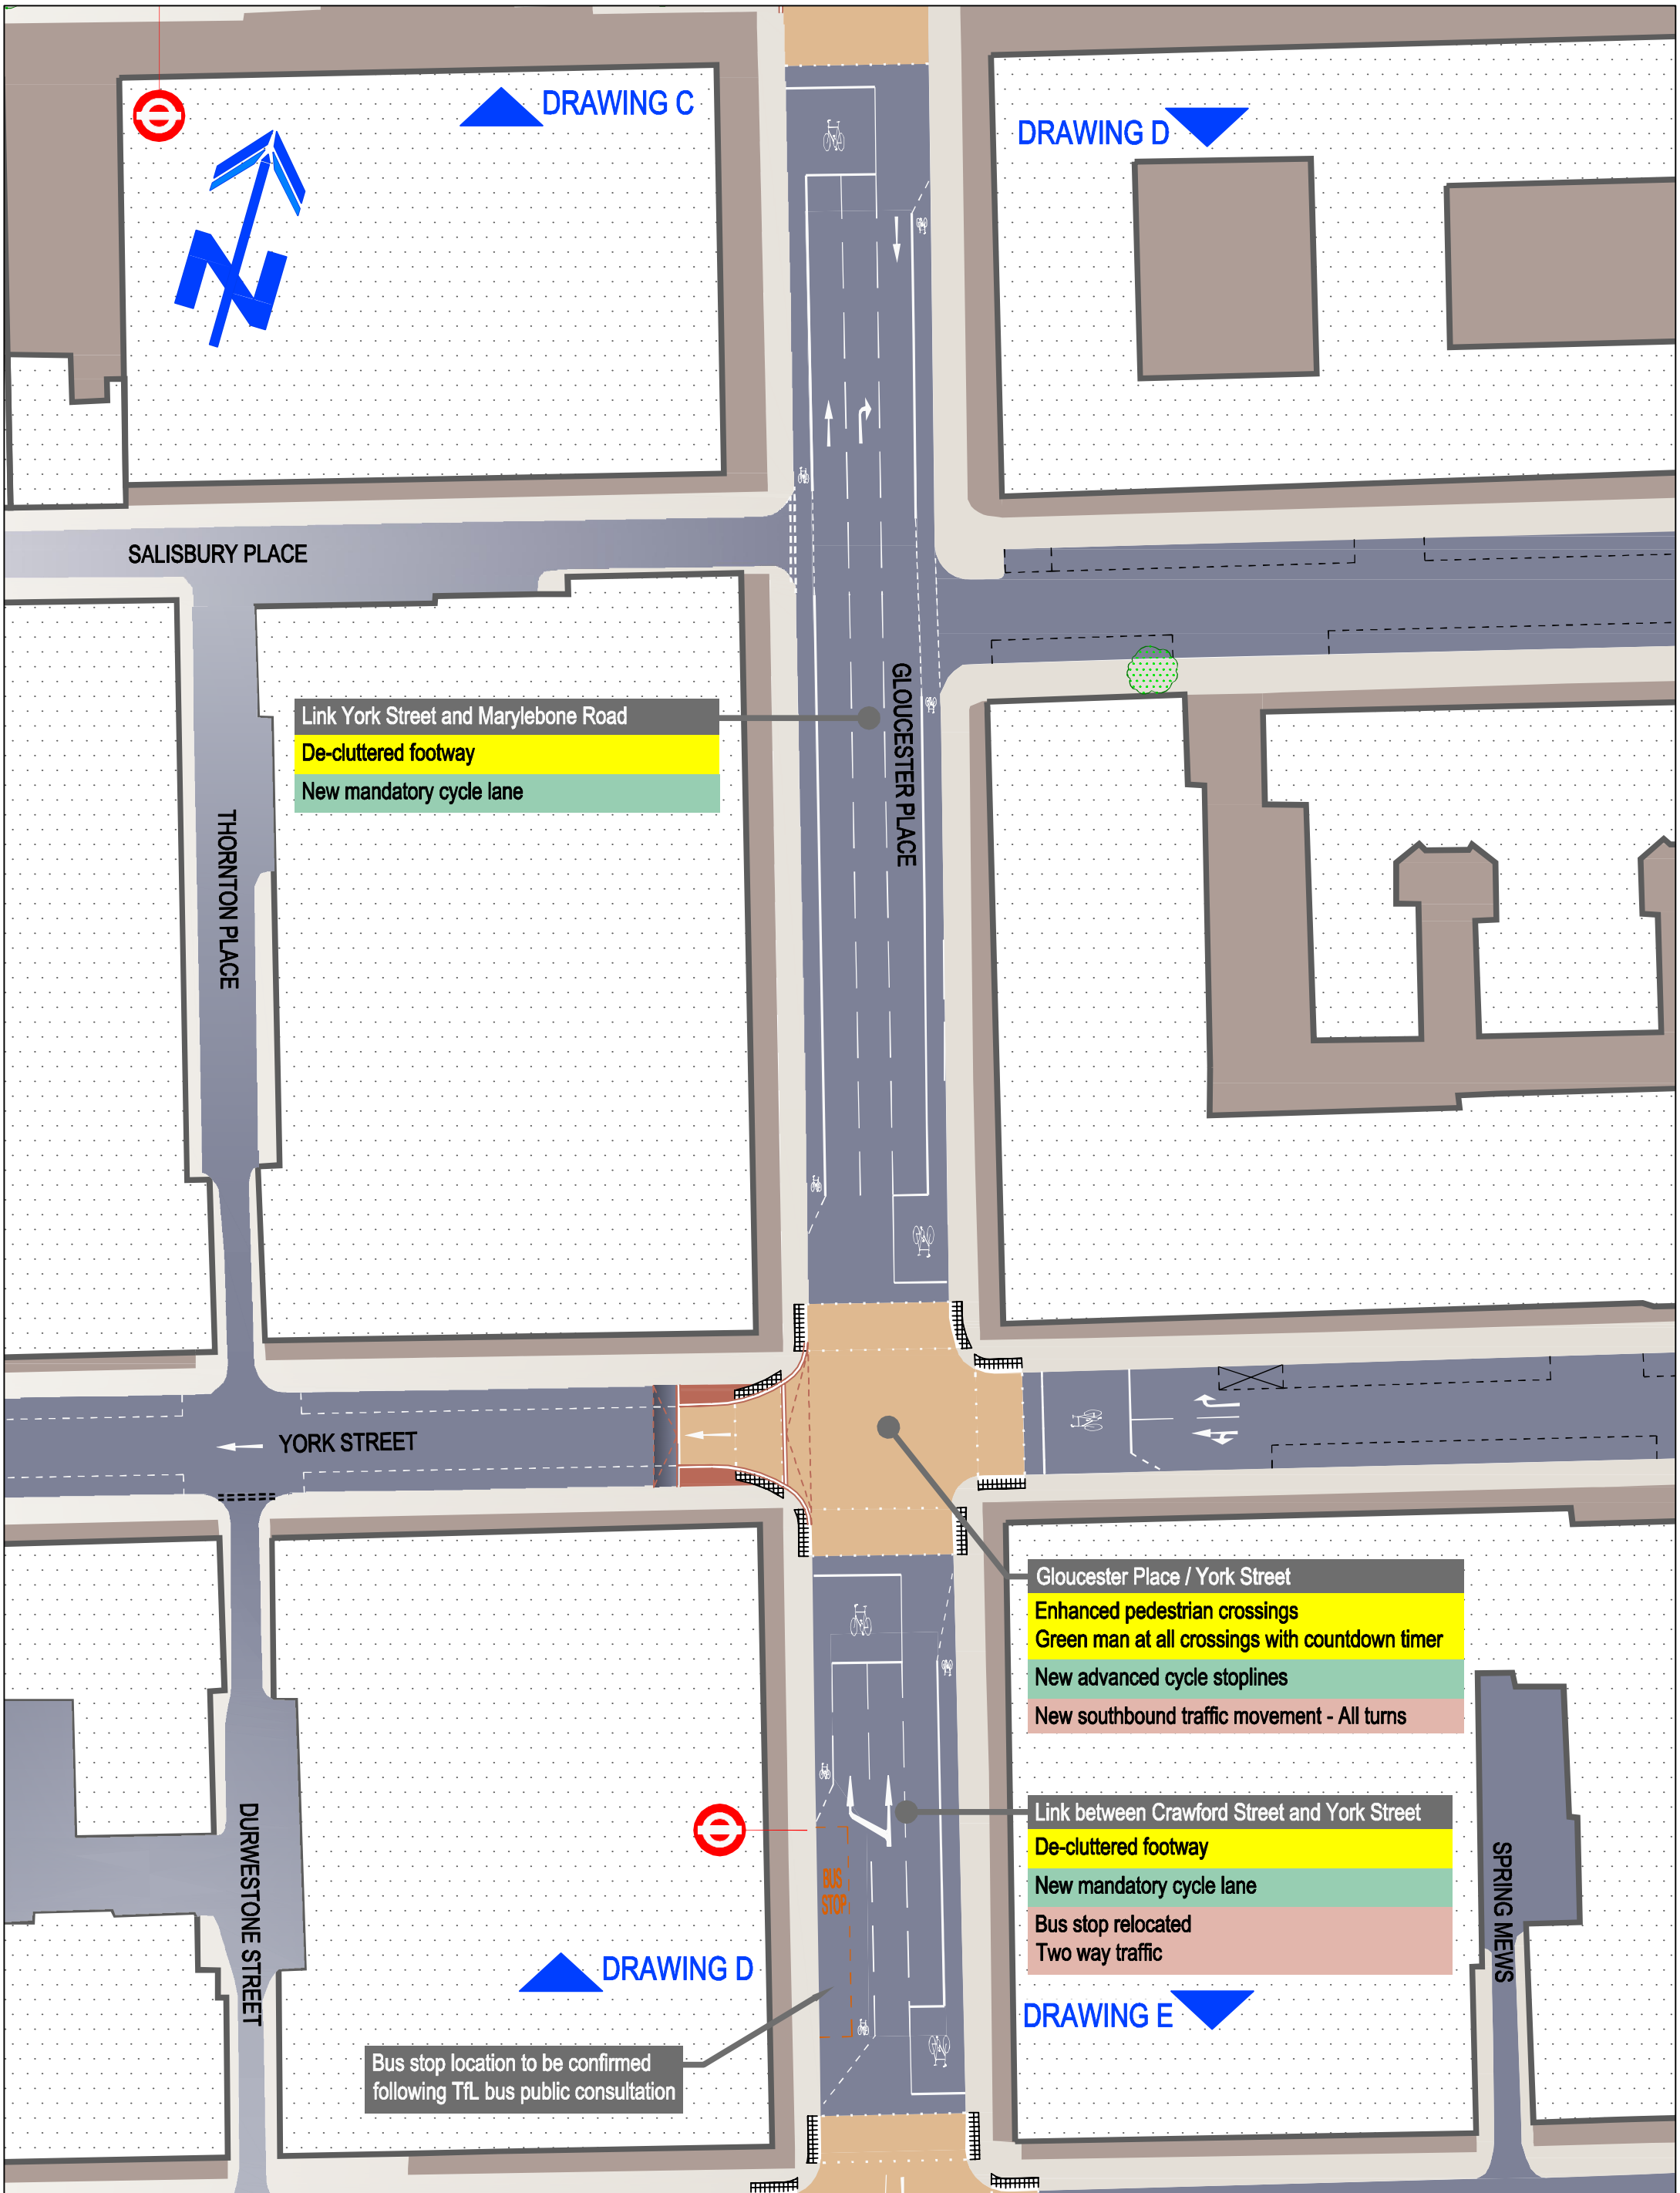 DRAWING C
DRAWING D
N
SALISBURY PLACE
GLOUCESTER PLACE
Link York Street and Marylebone Road
De-cluttered footway
New mandatory cycle lane
THORNTON PLACE
YORK STREET
Gloucester Place / York Street
Enhanced pedestrian crossings
Green man at all crossings with countdown timer
New advanced cycle stoplines
New southbound traffic movement - All turns
Link between Crawford Street and York Street
De-cluttered footway
New mandatory cycle lane
Bus stop relocated
Two way traffic
BUS
STOP
DURWESTONE STREET
SPRING MEWS
DRAWING D
DRAWING E
Bus stop location to be confirmed
following TfL bus public consultation